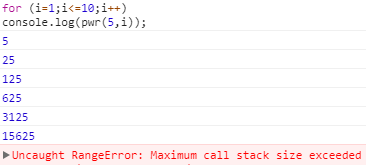 for (i=1;i<=10;i++)
console.log(pwr(5,i));
5
25
125
625
3125
15625
Uncaught RangeError: Maximum call stack size exceeded